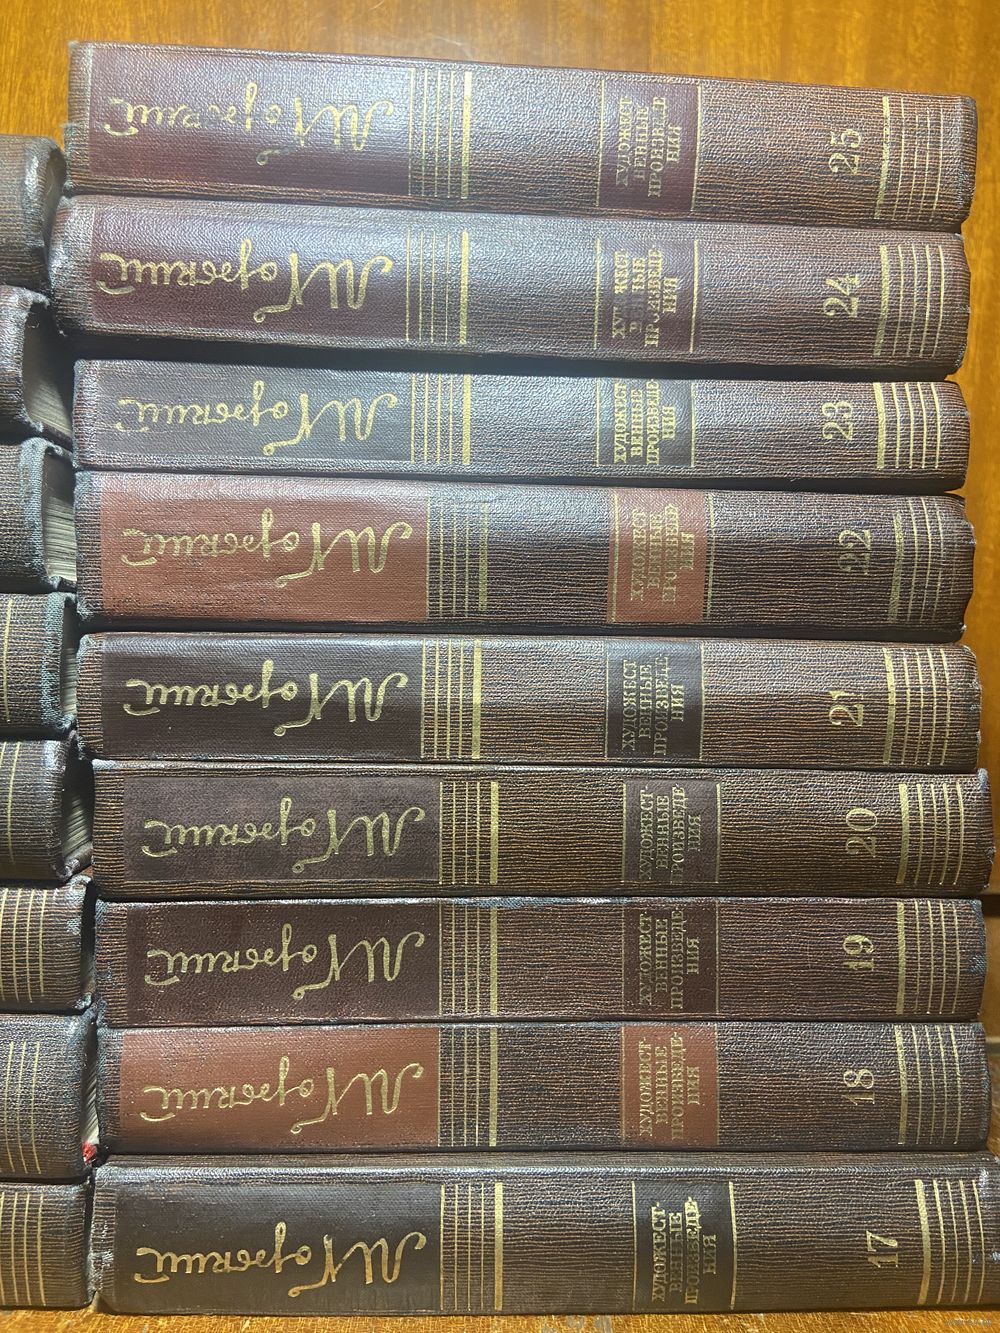 М Горький
ХУДОЖЕСТ-
ВЕННЫЕ
ПРОИЗВЕДЕ-
НИЯ
25
М Горький
ХУДОЖЕСТ-
ВЕННЫЕ
ПРОИЗВЕДЕ-
НИЯ
24
М Горький
ХУДОЖЕСТ-
ВЕННЫЕ
ПРОИЗВЕДЕ-
НИЯ
23
М Горький
ХУДОЖЕСТ-
ВЕННЫЕ
ПРОИЗВЕДЕ-
НИЯ
22
М Горький
ХУДОЖЕСТ-
ВЕННЫЕ
ПРОИЗВЕДЕ-
НИЯ
21
М Горький
ХУДОЖЕСТ-
ВЕННЫЕ
ПРОИЗВЕДЕ-
НИЯ
20
М Горький
ХУДОЖЕСТ-
ВЕННЫЕ
ПРОИЗВЕДЕ-
НИЯ
19
М Горький
ХУДОЖЕСТ-
ВЕННЫЕ
ПРОИЗВЕДЕ-
НИЯ
18
М Горький
ХУДОЖЕСТ-
ВЕННЫЕ
ПРОИЗВЕДЕ-
НИЯ
17